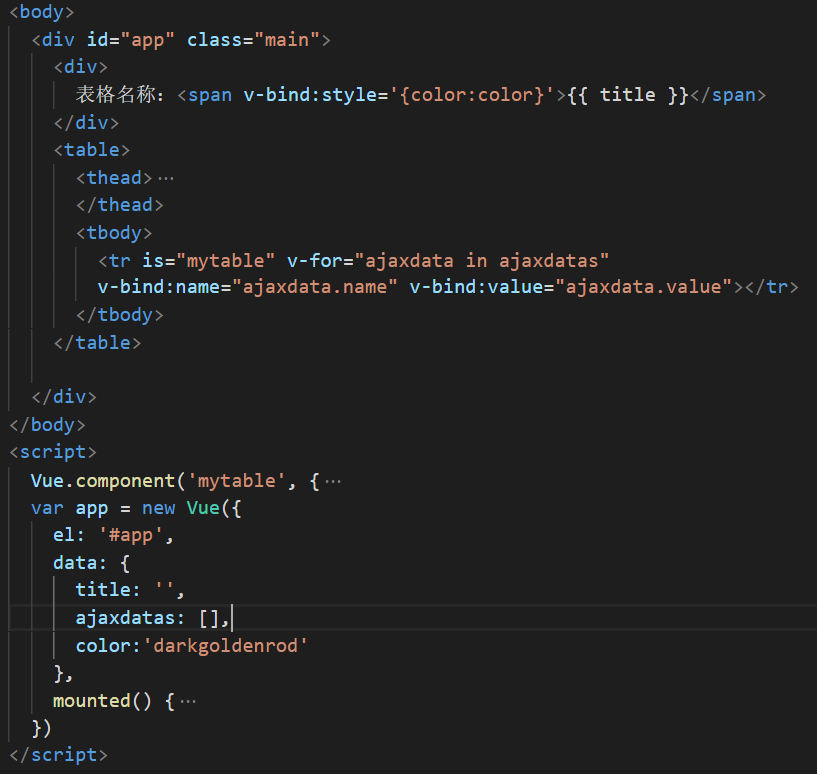 <body>
<div id="app" class="main">
<div>
表格名称：<span v-bind:style='{color:color}'>{{ title }}</span>
</div>
<table>
<thead>…
</thead>
<tbody>
<tr is="mytable" v-for="ajaxdata in ajaxdatas"
v-bind:name="ajaxdata.name" v-bind:value="ajaxdata.value"></tr>
</tbody>
</table>
</div>
</body>
<script>
Vue.component('mytable', {…
var app = new Vue({
el: '#app',
data: {
title: '',
ajaxdatas: [],
color:'darkgoldenrod'
},
mounted() {…
})
</script>